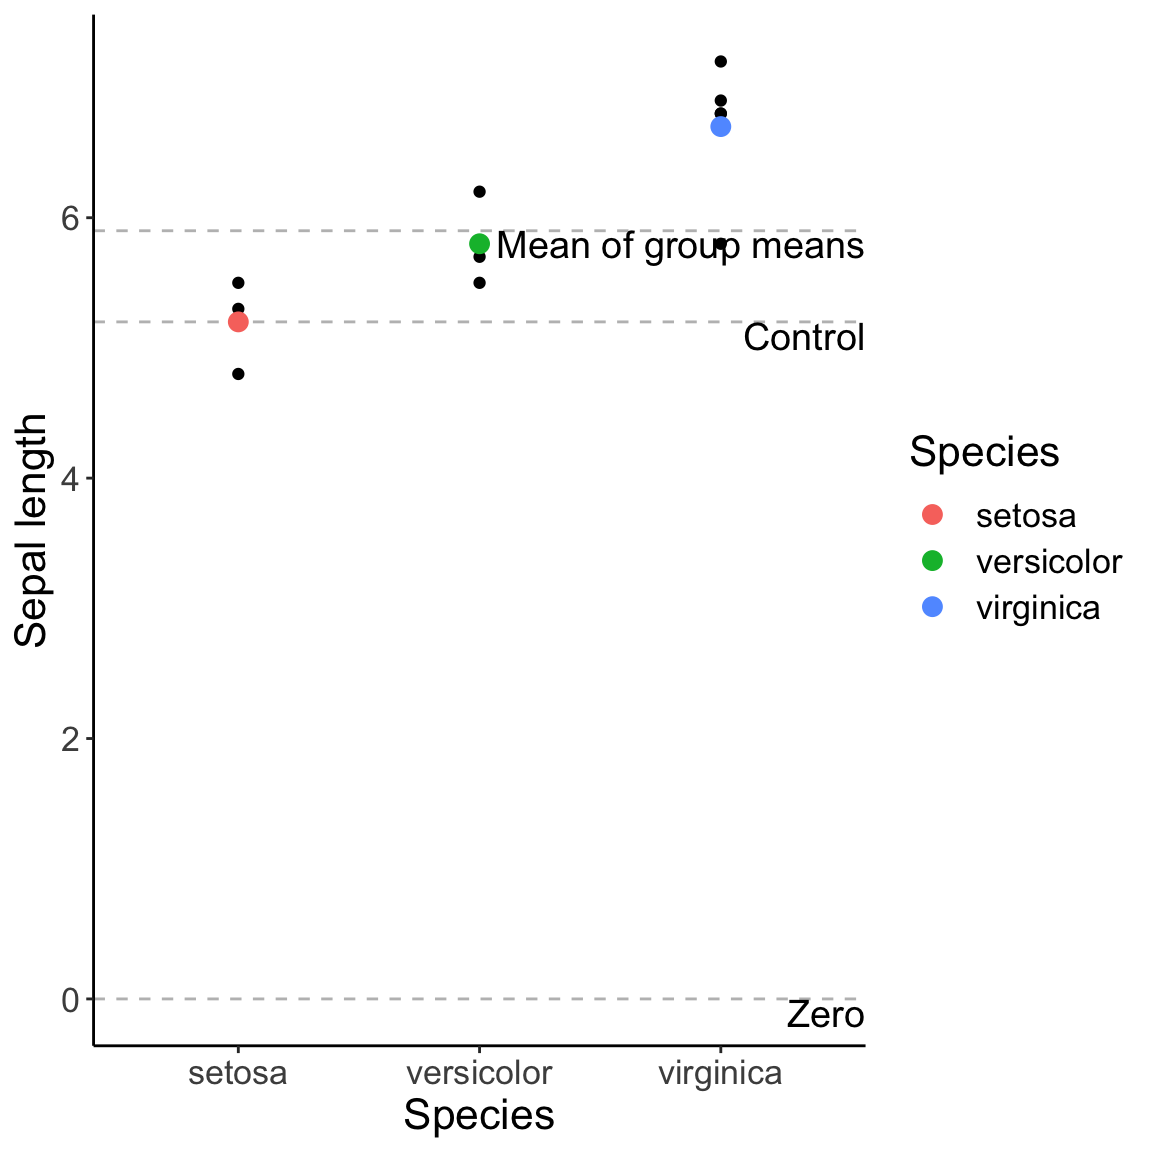 6
Mean of group means
Control
4
2
0
Zero
Sepal length
setosa versicolor virginica
Species
Species
setosa
versicolor
virginica